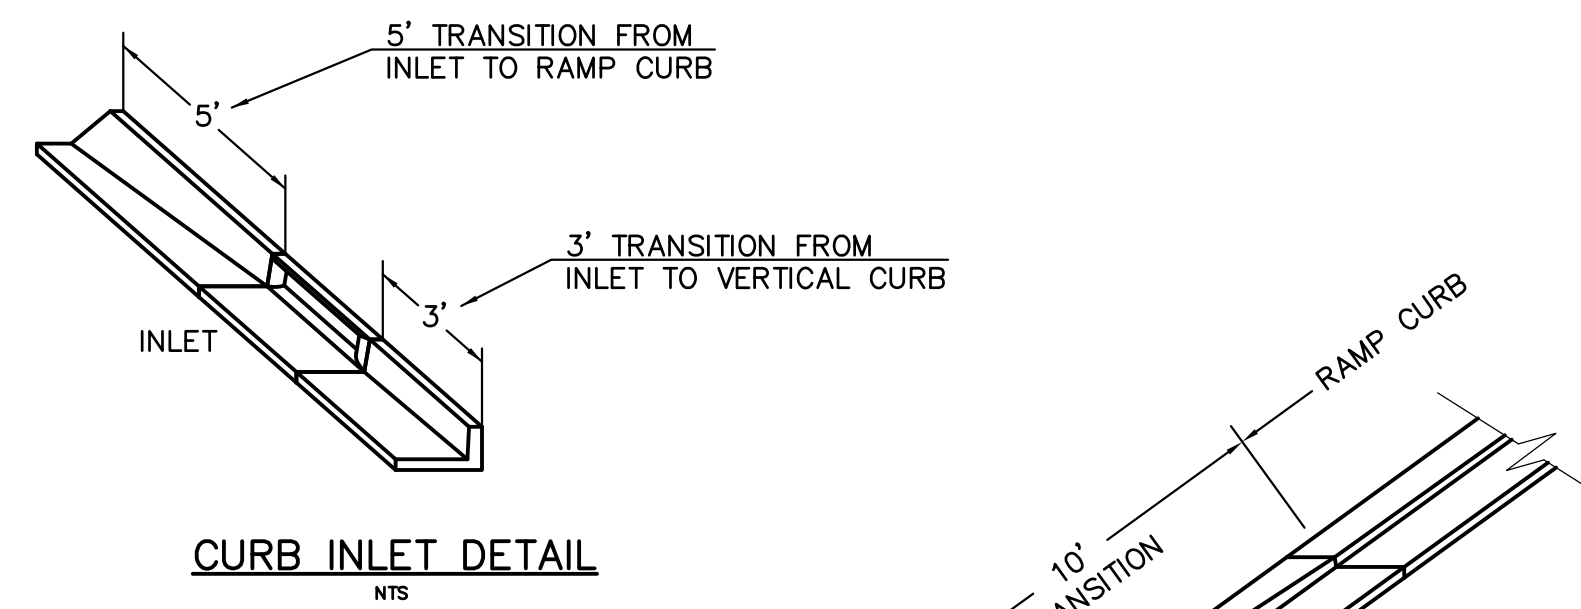 5' TRANSITION FROM
INLET TO RAMP CURB
5'
3' TRANSITION FROM
INLET TO VERTICAL CURB
3'
INLET
RAMP CURB
10'
CURB INLET DETAIL
NTS